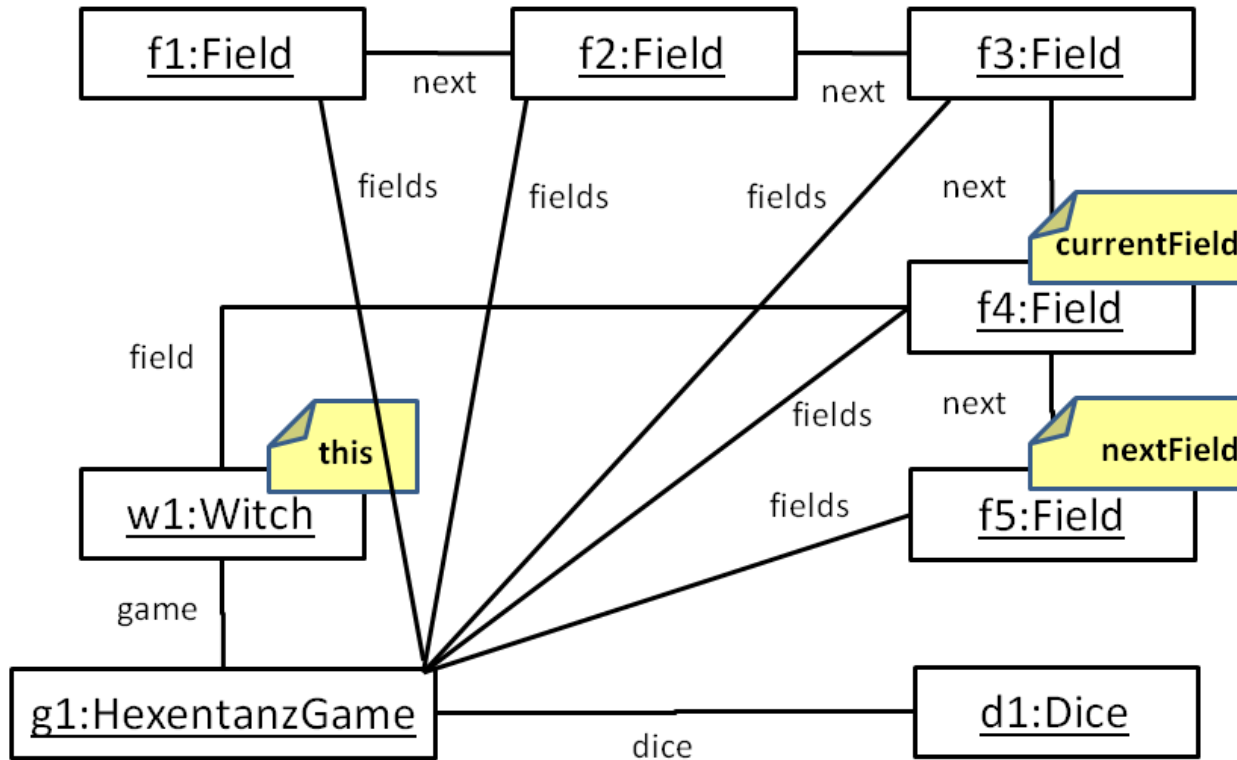 f1:Field
f2:Field
f3:Field
next
next
fields
fields
fields
next
currentField
f4:Field
field
fields
next
this
nextField
w1:Witch
fields
f5:Field
game
g1:HexentanzGame
d1:Dice
dice